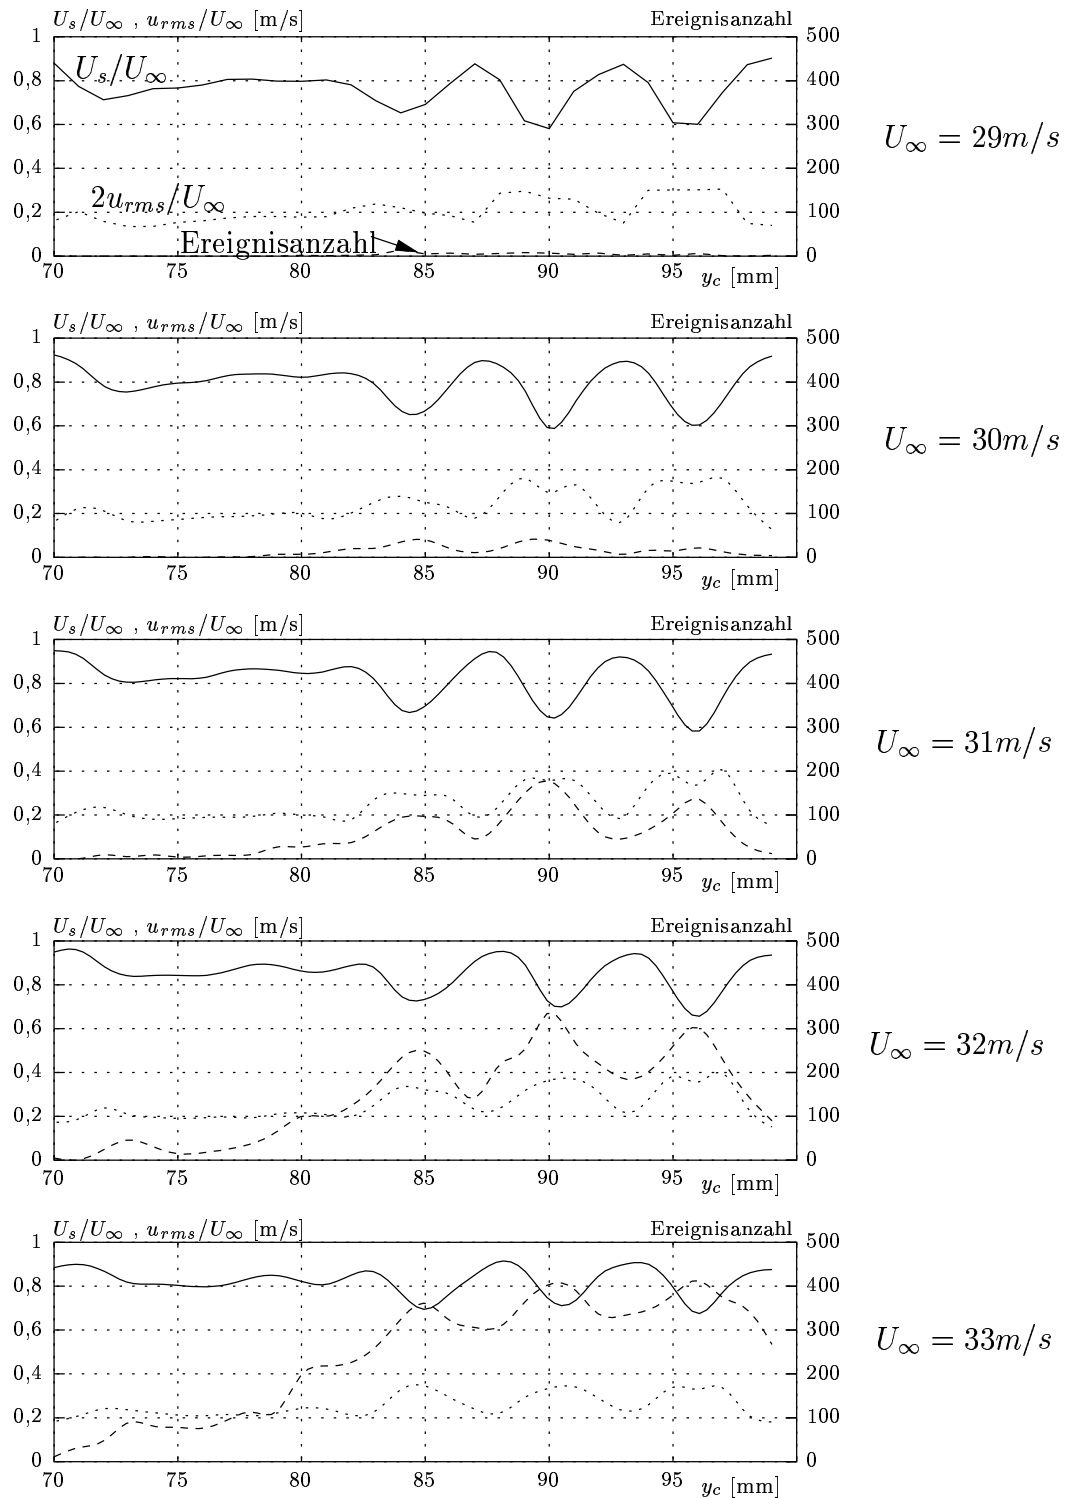 U_s/U_∞ , u_rms/U_∞ [m/s] Ereignisanzahl
1 500
U_s/U_∞
0,8 400
0,6 300
U_∞ = 29m/s
0,4 200
2u_rms/U_∞
0,2 100
Ereignisanzahl
0 0
70 75 80 85 90 95 y_c [mm]
U_s/U_∞ , u_rms/U_∞ [m/s] Ereignisanzahl
1 500
0,8 400
0,6 300
U_∞ = 30m/s
0,4 200
0,2 100
0 0
70 75 80 85 90 95 y_c [mm]
U_s/U_∞ , u_rms/U_∞ [m/s] Ereignisanzahl
1 500
0,8 400
0,6 300
U_∞ = 31m/s
0,4 200
0,2 100
0 0
70 75 80 85 90 95 y_c [mm]
U_s/U_∞ , u_rms/U_∞ [m/s] Ereignisanzahl
1 500
0,8 400
0,6 300
U_∞ = 32m/s
0,4 200
0,2 100
0 0
70 75 80 85 90 95 y_c [mm]
U_s/U_∞ , u_rms/U_∞ [m/s] Ereignisanzahl
1 500
0,8 400
0,6 300
U_∞ = 33m/s
0,4 200
0,2 100
0 0
70 75 80 85 90 95 y_c [mm]